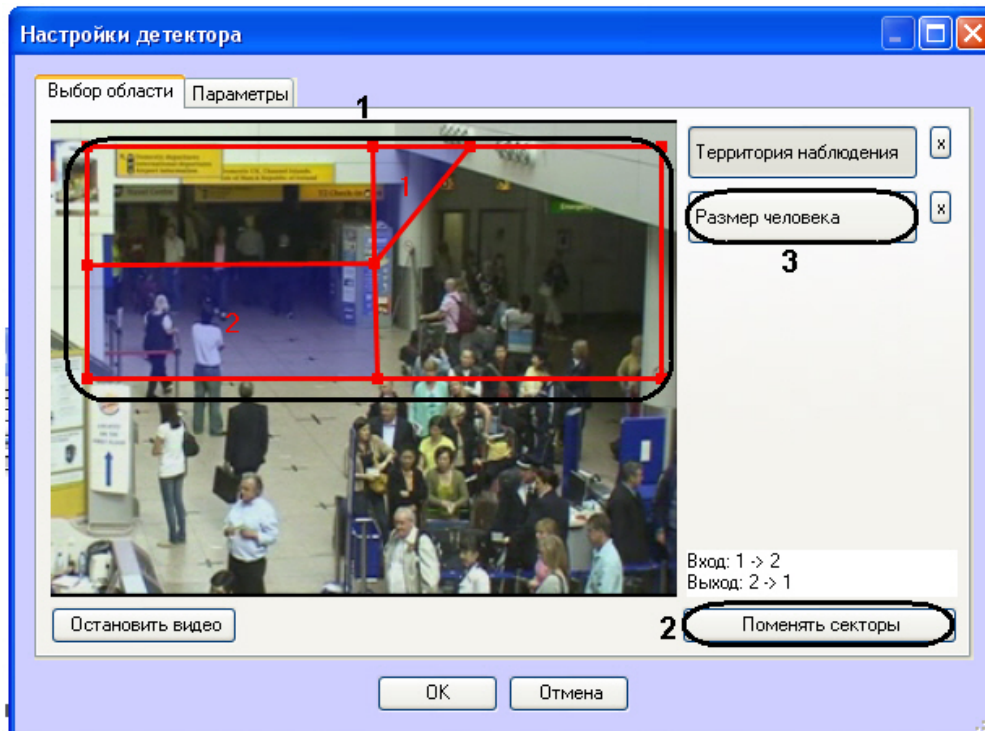 Настройки детектора
Выбор области
Параметры
1
Территория наблюдения
x
1
Размер человека
x
3
2
Вход: 1 -> 2
Выход: 2 -> 1
Остановить видео
2
Поменять секторы
OK
Отмена